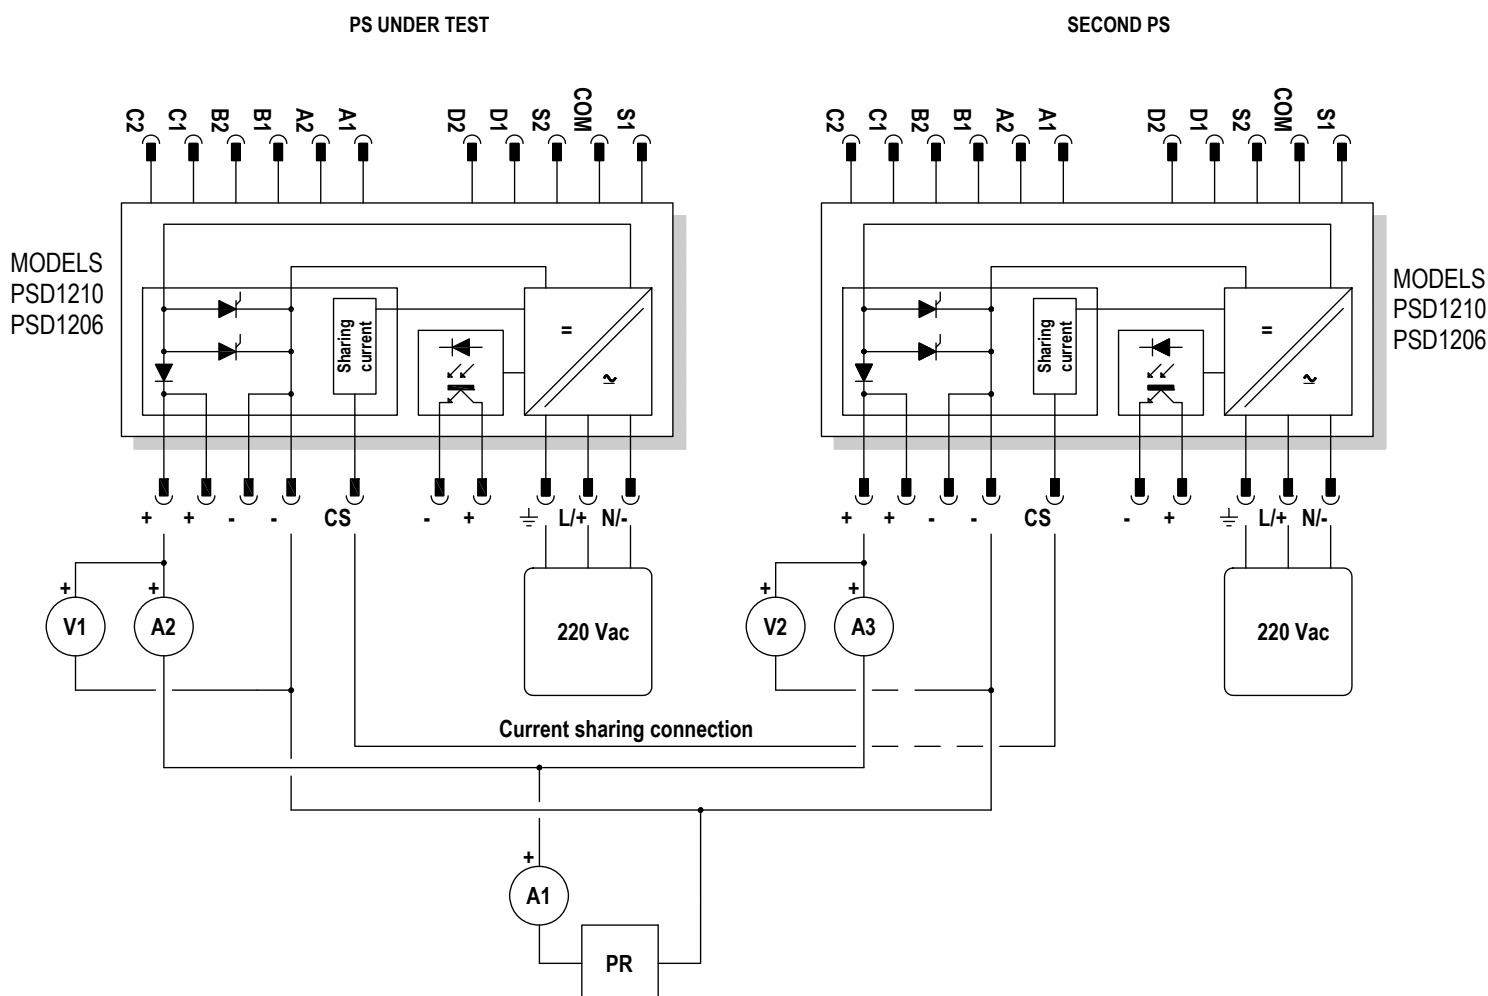 PS UNDER TEST
SECOND PS
C2 C1 B2 B1 A2 A1 D2 D1 S2 COM S1
C2 C1 B2 B1 A2 A1 D2 D1 S2 COM S1
MODELS
PSD1210
PSD1206
Sharing
current
=
~
Sharing
current
=
~
MODELS
PSD1210
PSD1206
+ + - - CS - + L/+ N/-
+ + - - CS - + L/+ N/-
+ +
V1 A2
220 Vac
+ +
V2 A3
220 Vac
Current sharing connection
+
A1
PR